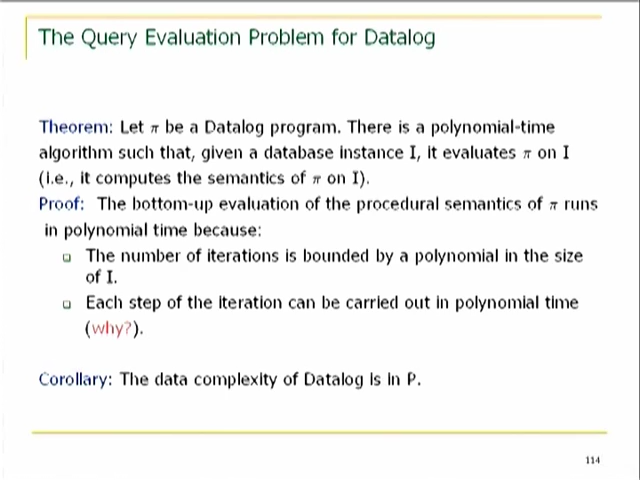 The Query Evaluation Problem for Datalog
Theorem: Let π be a Datalog program. There is a polynomial-time
algorithm such that, given a database instance I, it evaluates π on I
(i.e., it computes the semantics of π on I).
Proof: The bottom-up evaluation of the procedural semantics of π runs
in polynomial time because:
❑ The number of iterations is bounded by a polynomial in the size
of I.
❑ Each step of the iteration can be carried out in polynomial time
(why?).
Corollary: The data complexity of Datalog is in P.
114